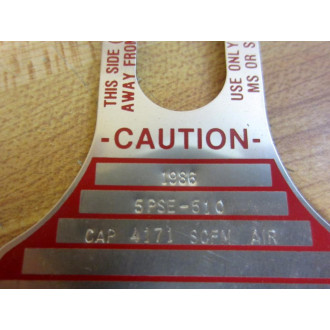 THIS SIDE
AWAY FROM
USE ONLY
MS OR S
-CAUTION-
1986
5PSE-510
CAP 4171 SCFM AIR